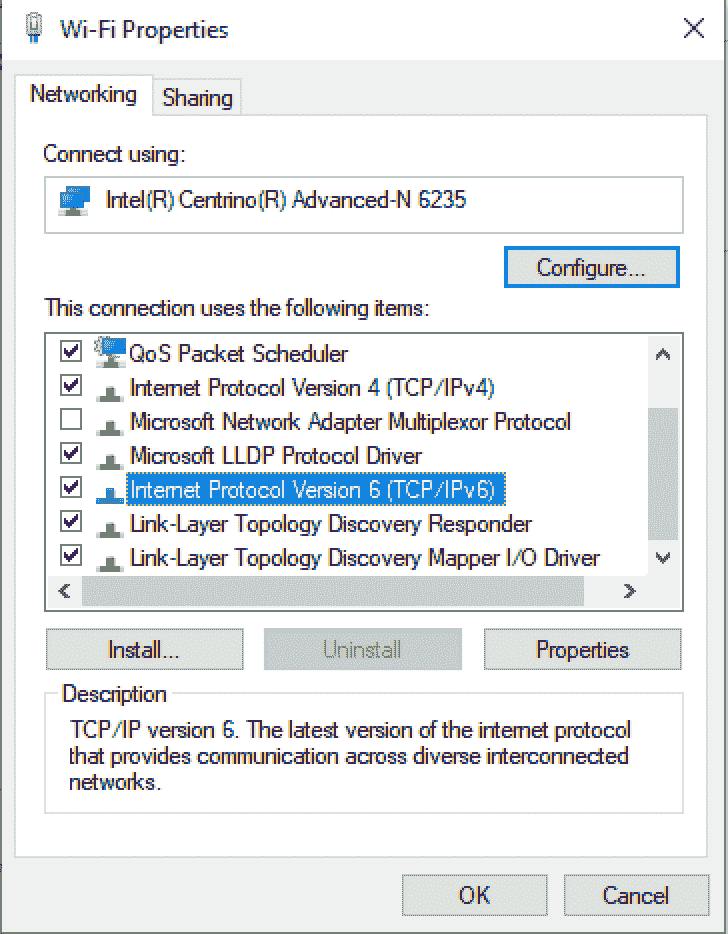 Wi-Fi Properties
Networking
Sharing
Connect using:
Intel(R) Centrino(R) Advanced-N 6235
Configure...
This connection uses the following items:
QoS Packet Scheduler
Internet Protocol Version 4 (TCP/IPv4)
Microsoft Network Adapter Multiplexor Protocol
Microsoft LLDP Protocol Driver
Internet Protocol Version 6 (TCP/IPv6)
Link-Layer Topology Discovery Responder
Link-Layer Topology Discovery Mapper I/O Driver
Install...
Uninstall
Properties
Description
TCP/IP version 6. The latest version of the internet protocol
that provides communication across diverse interconnected
networks.
OK
Cancel